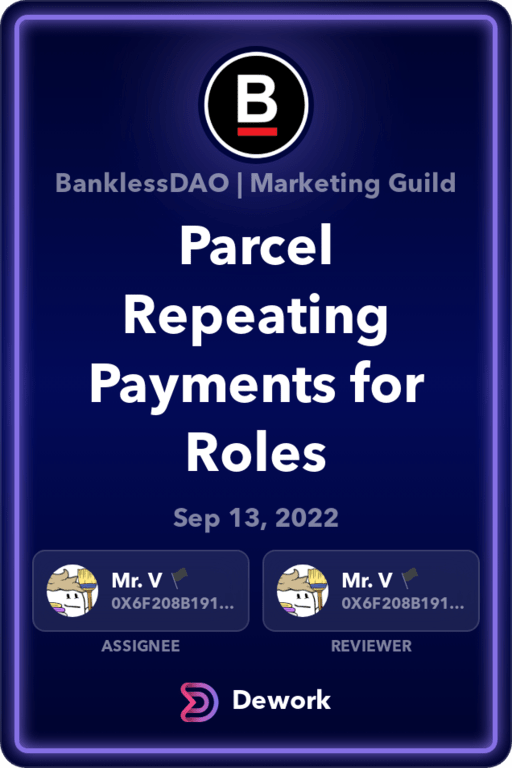 B
BanklessDAO | Marketing Guild
Parcel
Repeating
Payments for
Roles
Sep 13, 2022
Mr. V 🏴
0X6F208B191...
ASSIGNEE
Mr. V 🏴
0X6F208B191...
REVIEWER
Dework